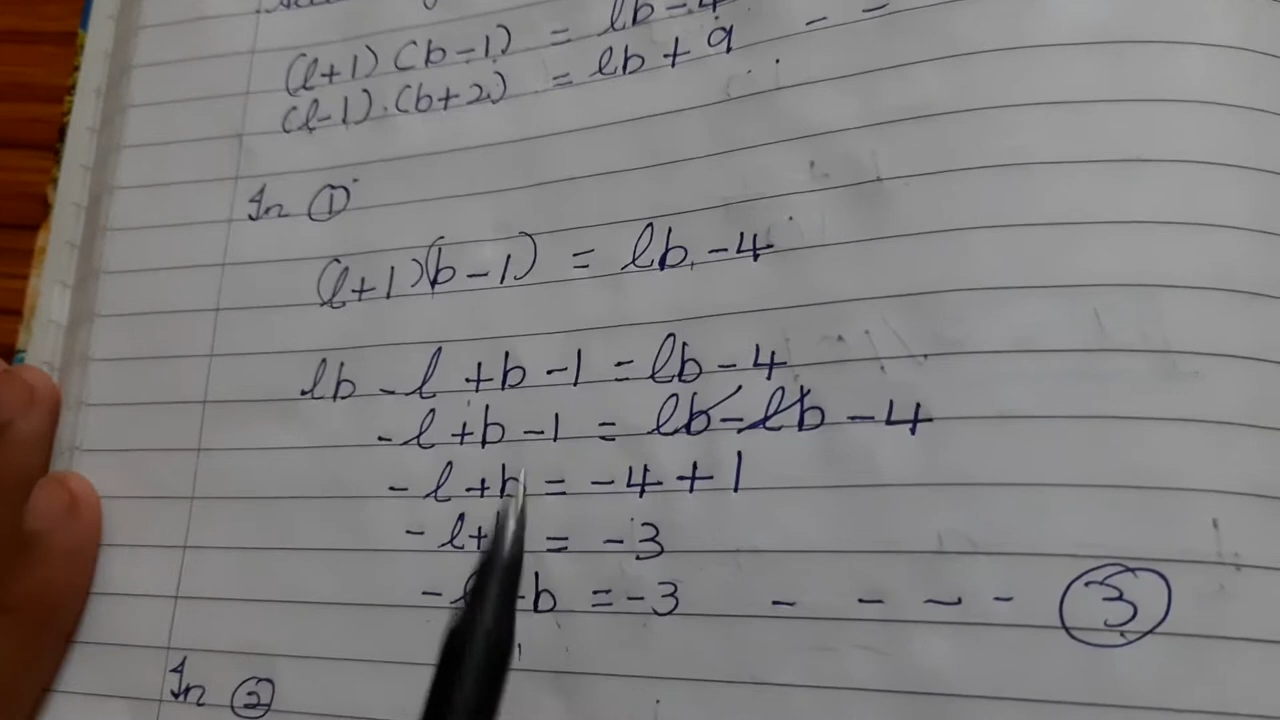 (l+1)(b-1) = lb-4 - -
(l-1).(b+2) = lb+9
In ①
(l+1)(b-1) = lb-4
lb-l+b-1 = lb-4
-l+b-1 = lb-lb-4
-l+b = -4+1
-l+ = -3
-l+b = -3 - - - - ③
In ②